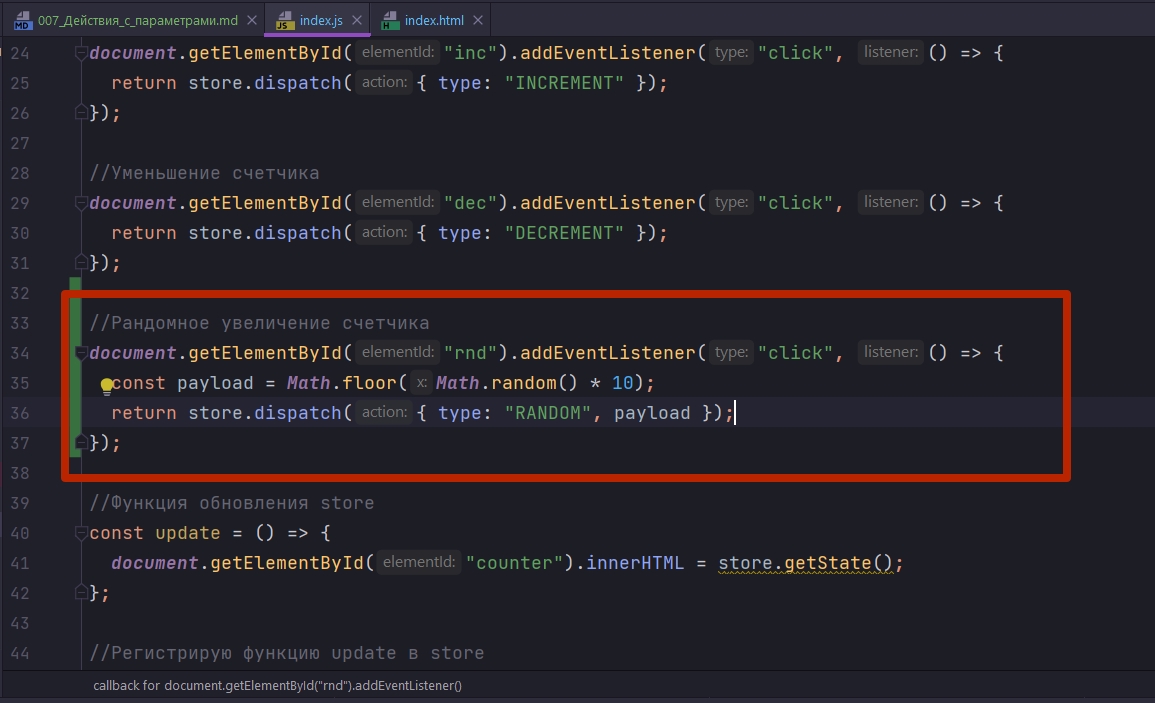 MD 007_Действия_с_параметрами.md JS index.js H index.html
24 document.getElementById( elementId: "inc").addEventListener( type: "click", listener: () => {
25 return store.dispatch( action: { type: "INCREMENT" });
26 });
27
28 //Уменьшение счетчика
29 document.getElementById( elementId: "dec").addEventListener( type: "click", listener: () => {
30 return store.dispatch( action: { type: "DECREMENT" });
31 });
32
33 //Рандомное увеличение счетчика
34 document.getElementById( elementId: "rnd").addEventListener( type: "click", listener: () => {
35 const payload = Math.floor( x: Math.random() * 10);
36 return store.dispatch( action: { type: "RANDOM", payload });
37 });
38
39 //Функция обновления store
40 const update = () => {
41 document.getElementById( elementId: "counter").innerHTML = store.getState();
42 };
43
44 //Регистрирую функцию update в store
callback for document.getElementById("rnd").addEventListener()